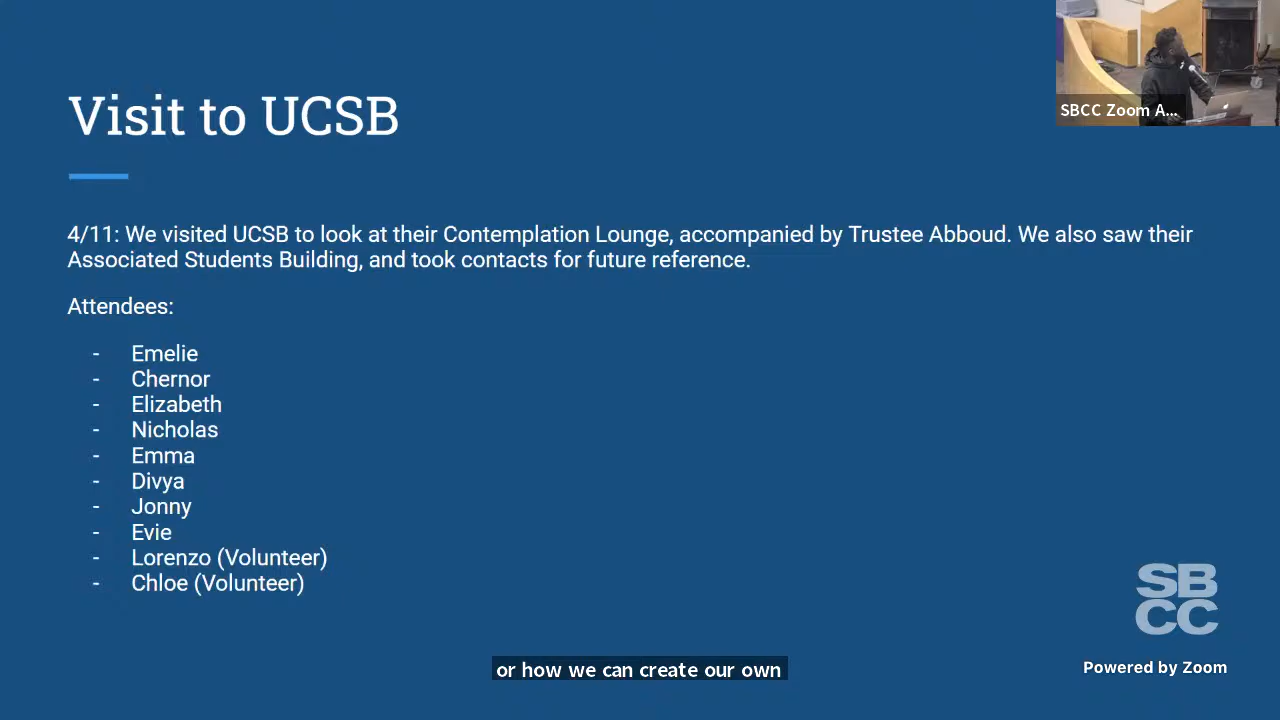 Visit to UCSB
SBCC Zoom A...
4/11: We visited UCSB to look at their Contemplation Lounge, accompanied by Trustee Abboud. We also saw their
Associated Students Building, and took contacts for future reference.
Attendees:
- Emelie
- Chernor
- Elizabeth
- Nicholas
- Emma
- Divya
- Jonny
- Evie
- Lorenzo (Volunteer)
- Chloe (Volunteer)
SB
CC
or how we can create our own
Powered by Zoom